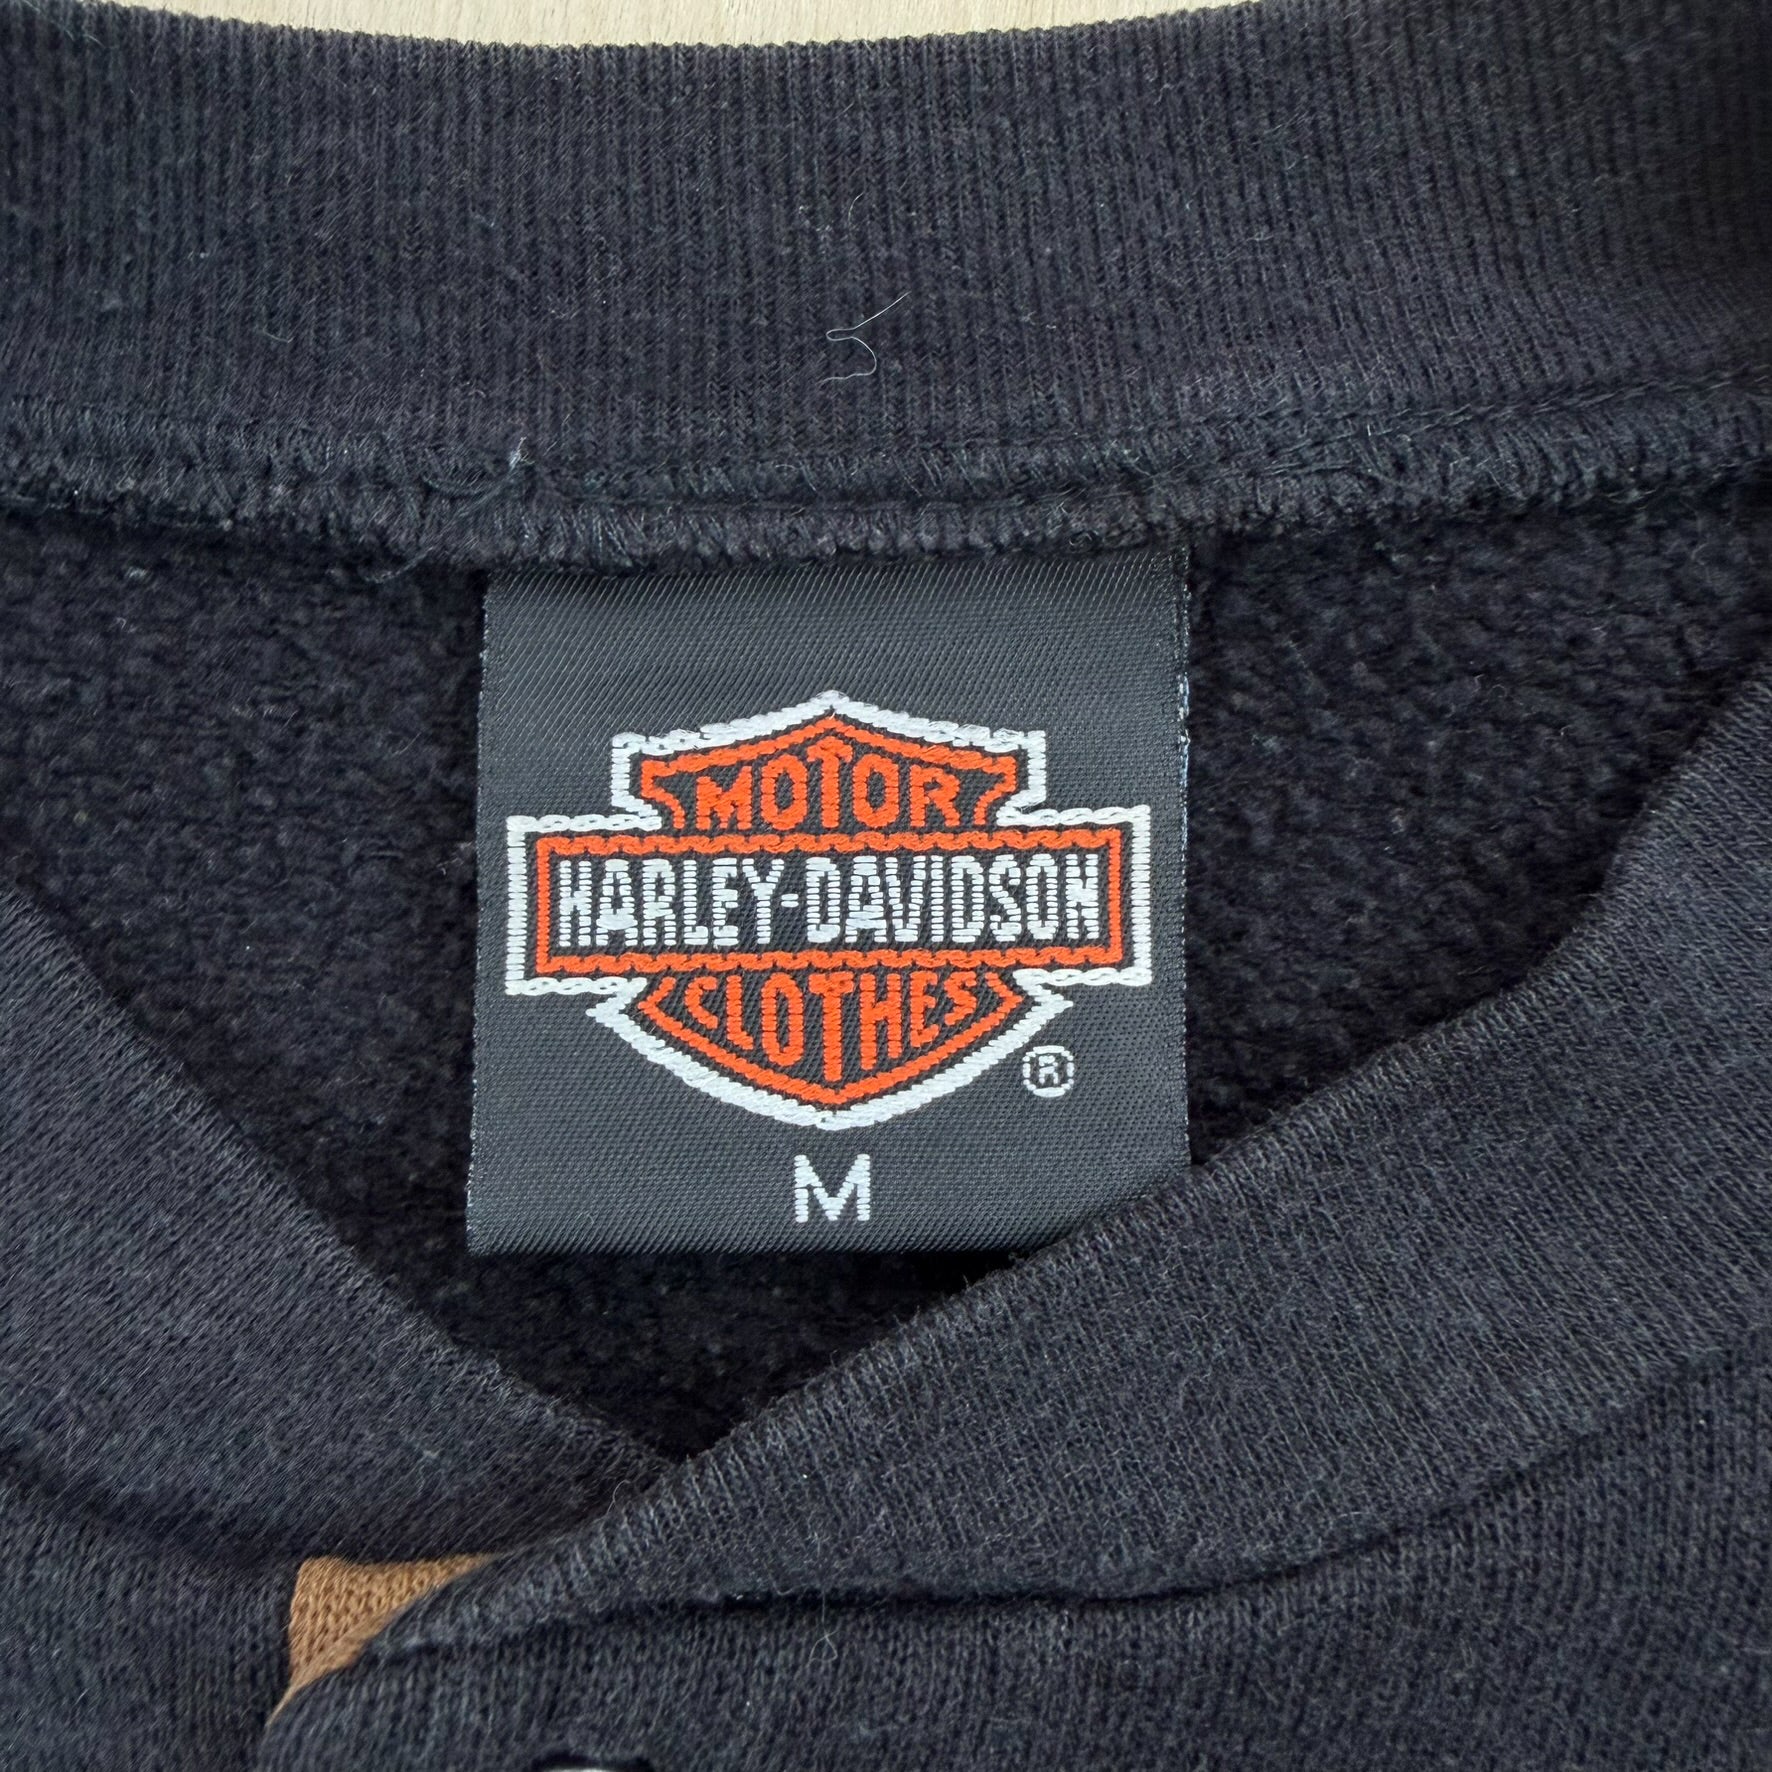 MOTOR
HARLEY-DAVIDSON
CLOTHES
®
M